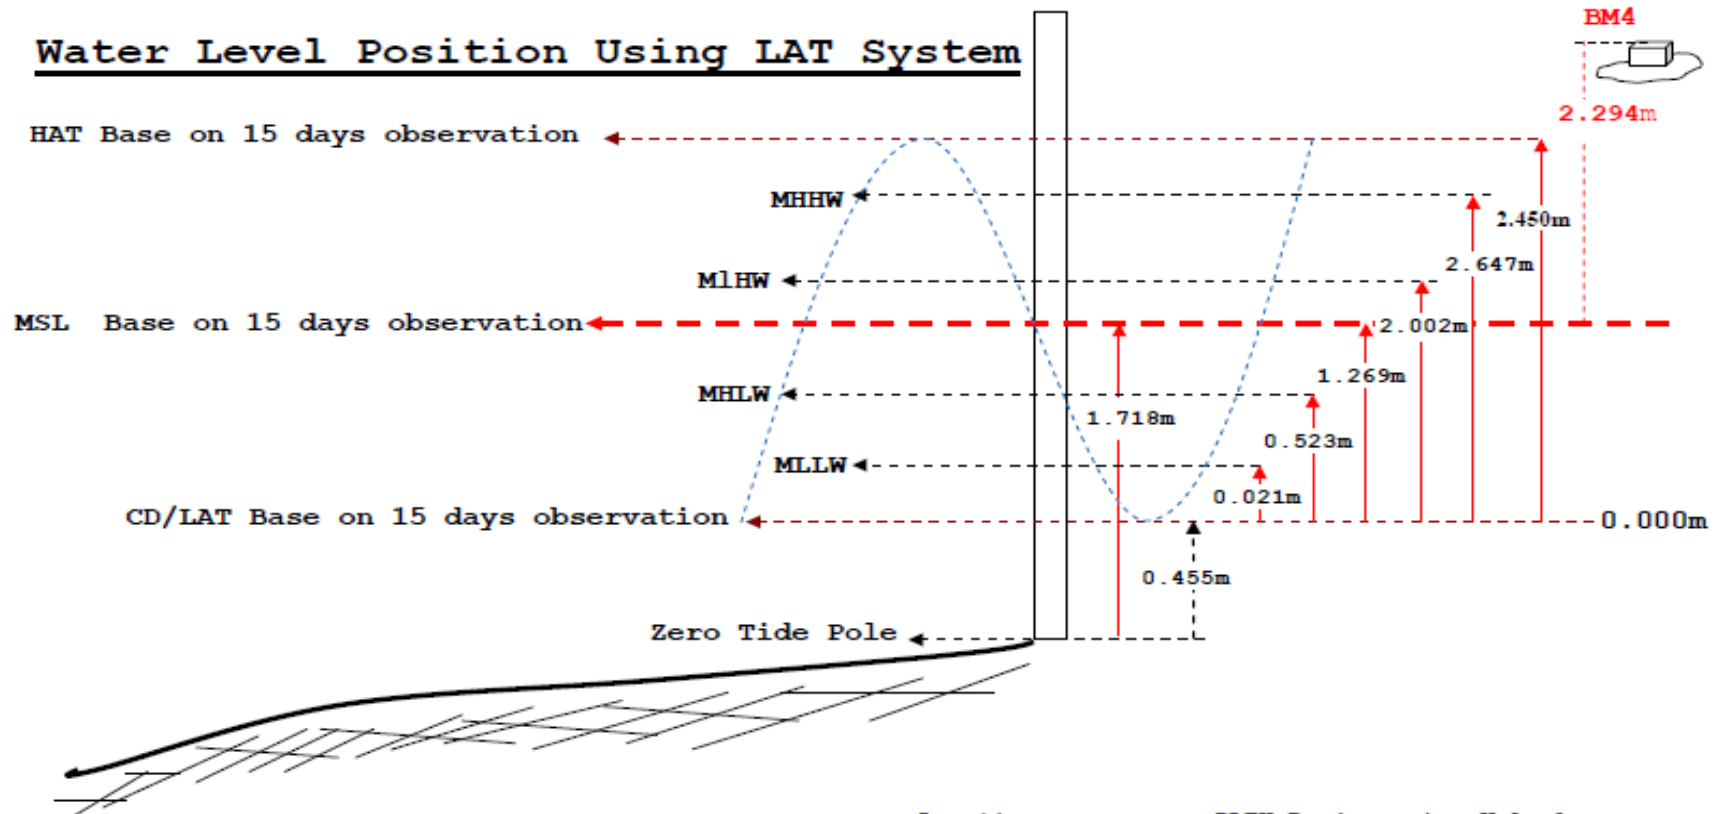 BM4
Water Level Position Using LAT System
2.294m
HAT Base on 15 days observation
MHHW
2.450m
2.647m
MlHW
MSL Base on 15 days observation
2.002m
1.269m
MHLW
1.718m
0.523m
MLLW
0.021m
CD/LAT Base on 15 days observation
0.000m
0.455m
Zero Tide Pole